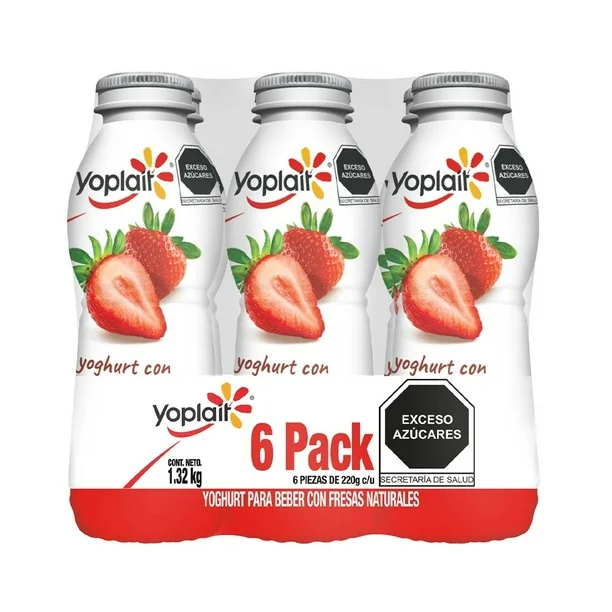 yoplait
EXCESO
AZÚCARES
SECRETARÍA DE SALUD
yoplait
EXCESO
AZÚCARES
SECRETARÍA DE SALUD
yoplait
EXCESO
AZÚCARES
SECRETARÍA DE SALUD
yoghurt con
yoghurt con
yoghurt con
yoplait
CONT. NETO.
1.32 kg
6 Pack
6 PIEZAS DE 220g c/u
EXCESO
AZÚCARES
SECRETARÍA DE SALUD
YOGHURT PARA BEBER CON FRESAS NATURALES